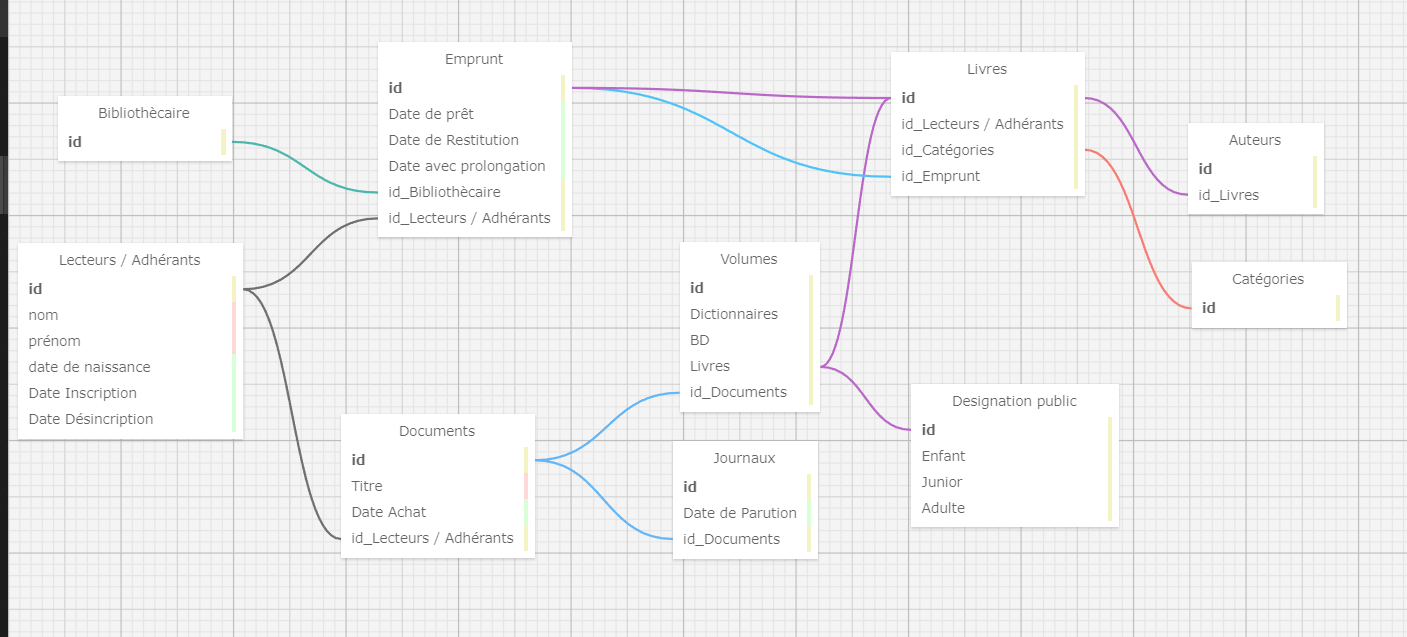 Bibliothècaire
id
Emprunt
id
Date de prêt
Date de Restitution
Date avec prolongation
id_Bibliothècaire
id_Lecteurs / Adhérants
Livres
id
id_Lecteurs / Adhérants
id_Catégories
id_Emprunt
Auteurs
id
id_Livres
Lecteurs / Adhérants
id
nom
prénom
date de naissance
Date Inscription
Date Désincription
Volumes
id
Dictionnaires
BD
Livres
id_Documents
Catégories
id
Documents
id
Titre
Date Achat
id_Lecteurs / Adhérants
Journaux
id
Date de Parution
id_Documents
Designation public
id
Enfant
Junior
Adulte